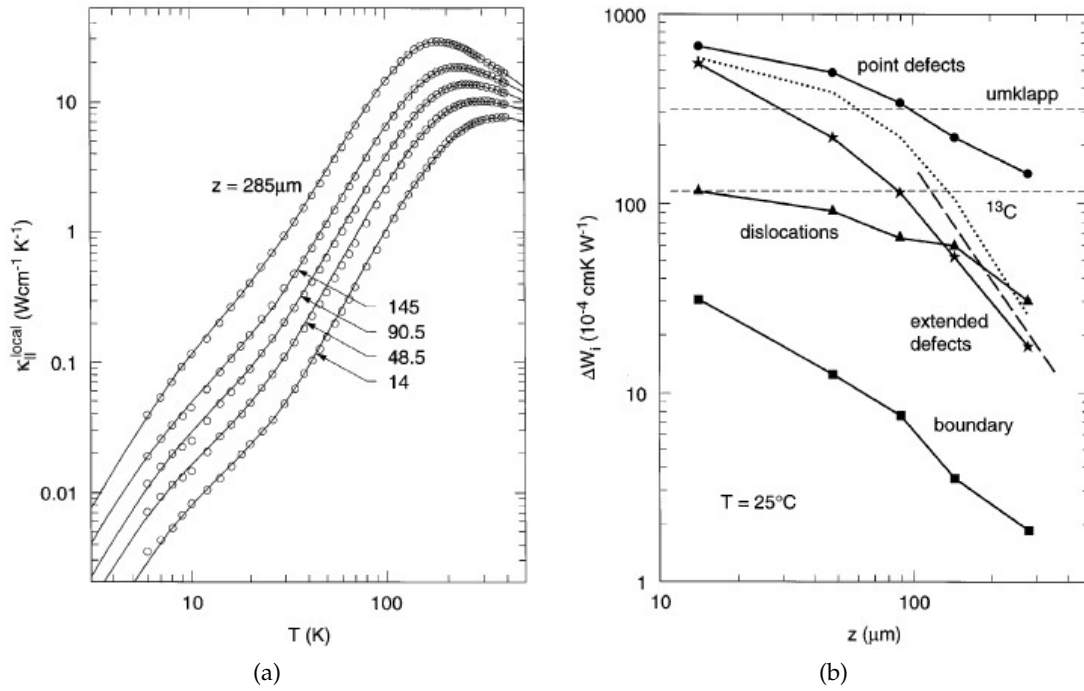 10
1
0.1
0.01
κ∥local (Wcm-1 K-1)
z = 285μm
145
90.5
48.5
14
10
100
T (K)
(a)
1000
100
10
1
ΔWi (10-4 cmK W-1)
point defects
umklapp
13C
dislocations
extended
defects
boundary
T = 25°C
10
100
z (μm)
(b)